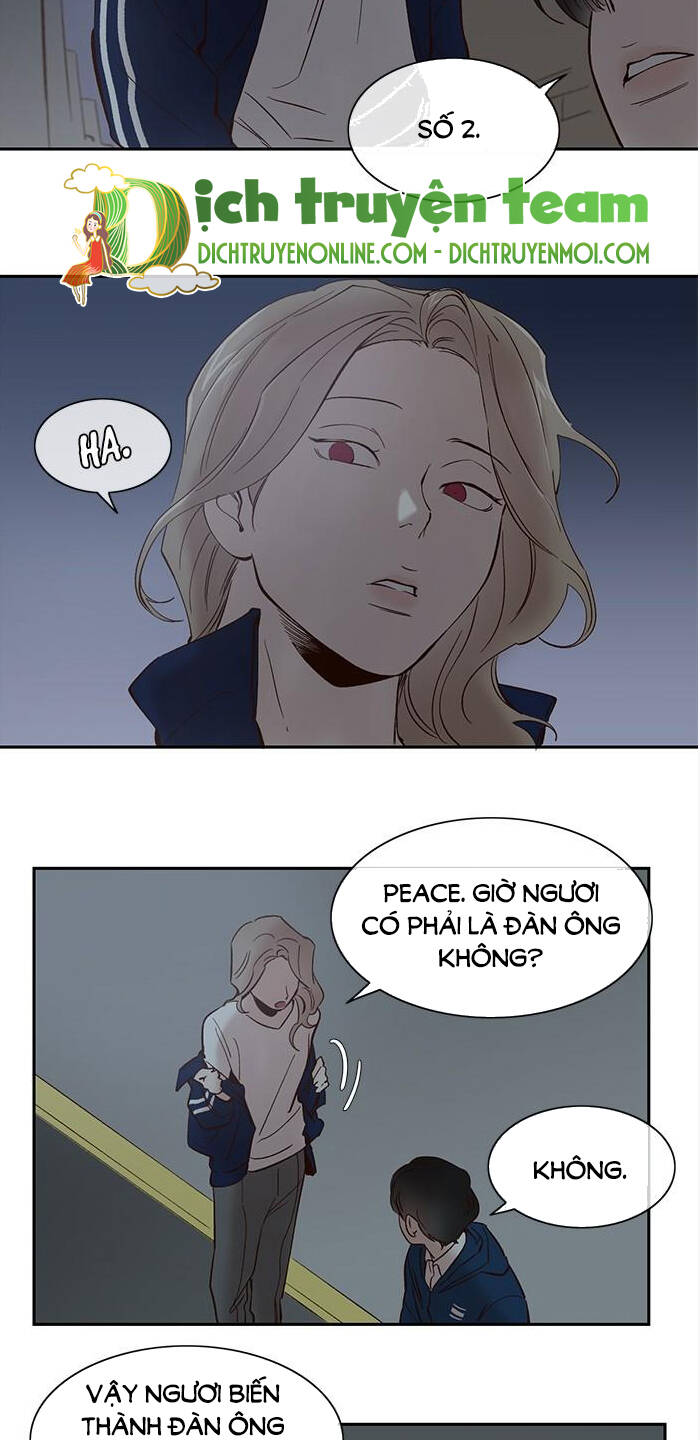 SỐ 2.
Dịch truyện team
DICHTRUYENONLINE.COM - DICHTRUYENMOI.COM
HA.
PEACE. GIỜ NGƯƠI
CÓ PHẢI LÀ ĐÀN ÔNG
KHÔNG?
KHÔNG.
VẬY NGƯƠI BIẾN
THÀNH ĐÀN ÔNG